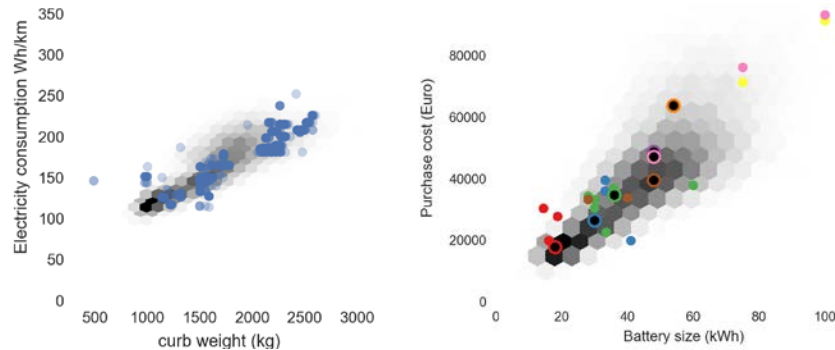 Electricity consumption Wh/km
350
300
250
200
150
100
50
0
500 1000 1500 2000 2500 3000
curb weight (kg)
Purchase cost (Euro)
80000
60000
40000
20000
0
0 20 40 60 80 100
Battery size (kWh)